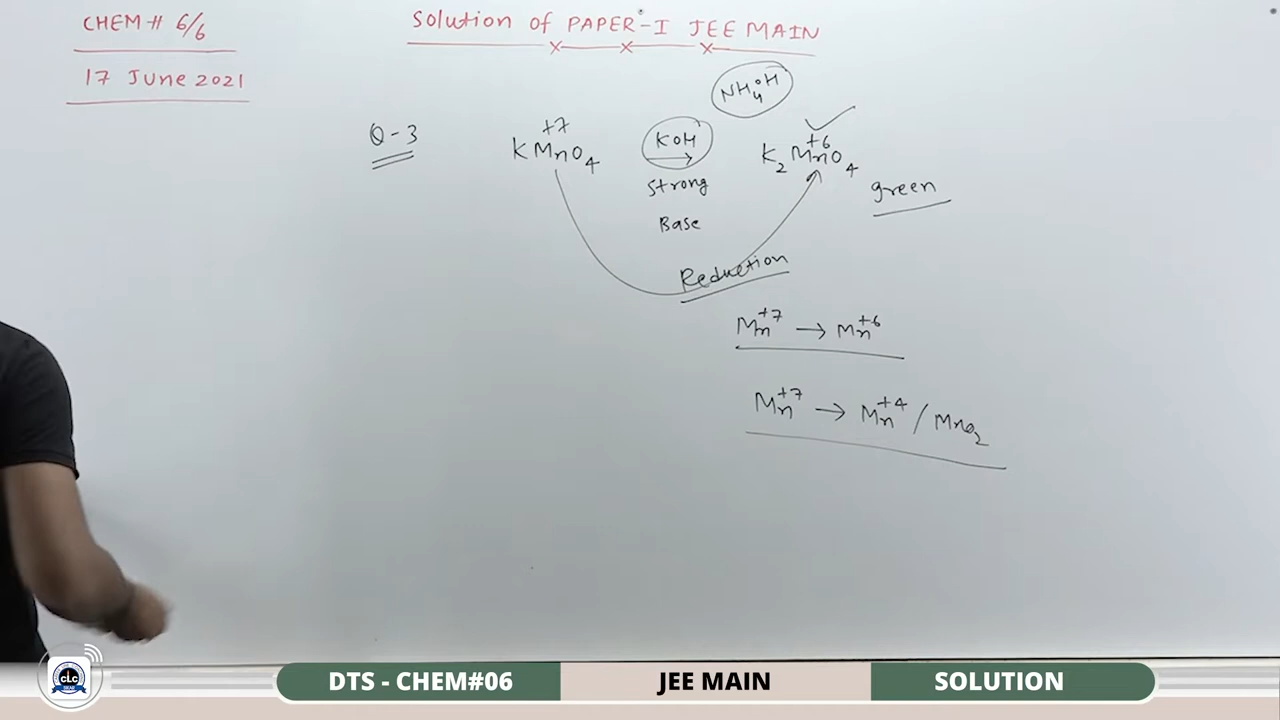 CHEM # 6/6
17 June 2021
Solution of PAPER-I JEE MAIN
NH4OH
Q-3
+7
KMnO4
KOH
→
Strong
Base
+6
K2MnO4
green
Reduction
Mn+7 → Mn+6
Mn+7 → Mn+4 / MnO2
CLC
DTS - CHEM#06
JEE MAIN
SOLUTION